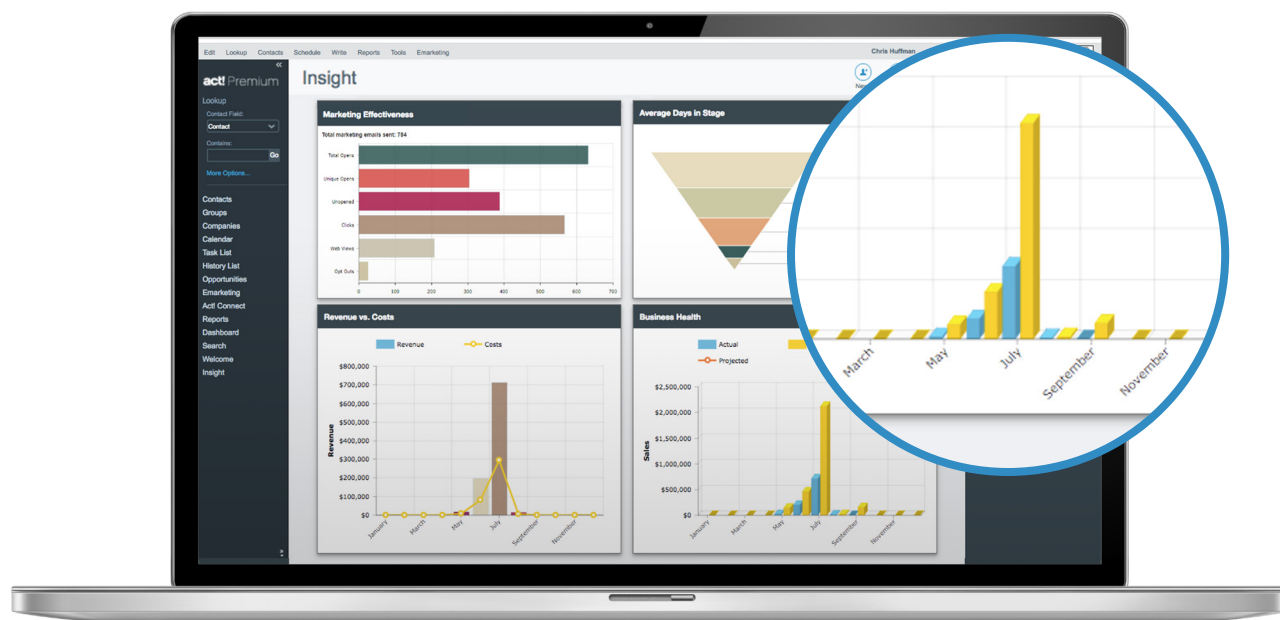 Edit Lookup Contacts Schedule Write Reports Tools Emarketing
Chris Huffman
act! Premium
Insight
Lookup
Contact Field:
Contact
Contains:
Go
More Options...
Contacts
Groups
Companies
Calendar
Task List
History List
Opportunities
Emarketing
Act! Connect
Reports
Dashboard
Search
Welcome
Insight
Marketing Effectiveness
Total marketing emails sent: 784
Total Opens
Unique Opens
Unopened
Clicks
Web Views
Opt Outs
0 100 200 300 400 500 600 700
Average Days in Stage
Revenue vs. Costs
Revenue Costs
$800,000
$700,000
$600,000
$500,000
$400,000
$300,000
$200,000
$100,000
$0
Revenue
January March May July September November
Business Health
Actual
Projected
$2,500,000
$2,000,000
$1,500,000
$1,000,000
$500,000
$0
Sales
January March May July September November
March May July September November